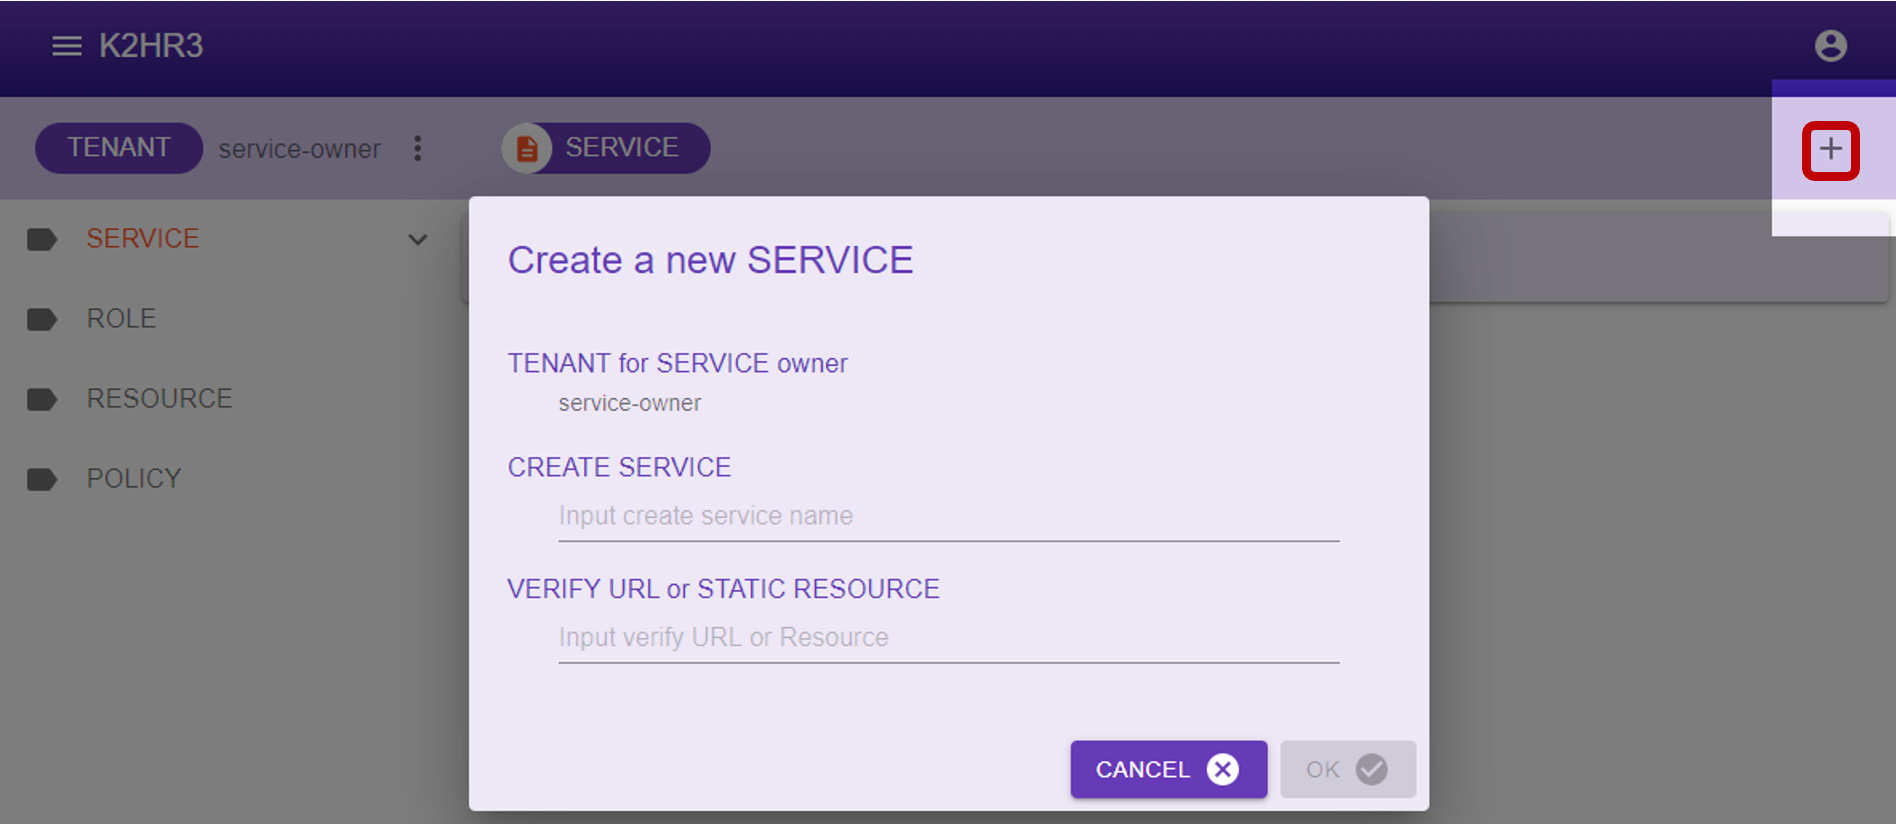 K2HR3
TENANT service-owner SERVICE
SERVICE
ROLE
RESOURCE
POLICY
Create a new SERVICE
TENANT for SERVICE owner
service-owner
CREATE SERVICE
Input create service name
VERIFY URL or STATIC RESOURCE
Input verify URL or Resource
CANCEL OK